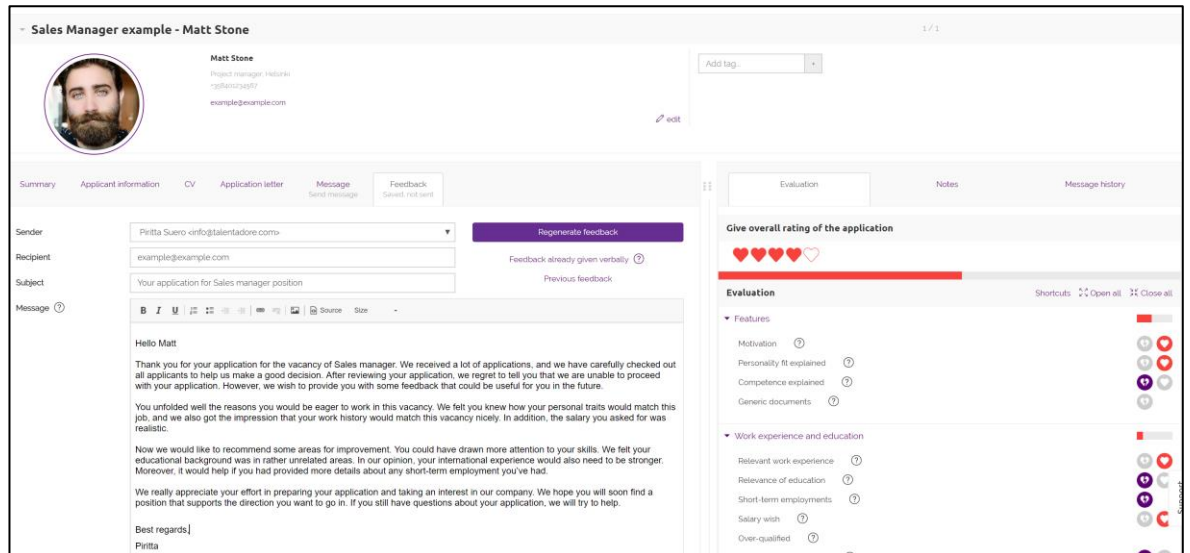 Sales Manager example - Matt Stone
1 / 1
Matt Stone
Project manager, Helsinki
+358401234567
example@example.com
edit
Add tag..
+
Summary
Applicant information
CV
Application letter
Message
Send message
Feedback
Saved, not sent
Sender
Piritta Suero <info@talentadore.com>
Regenerate feedback
Recipient
example@example.com
Feedback already given verbally ?
Subject
Your application for Sales manager position
Previous feedback
Message ?
B I U Source Size
Hello Matt
Thank you for your application for the vacancy of Sales manager. We received a lot of applications, and we have carefully checked out
all applicants to help us make a good decision. After reviewing your application, we regret to tell you that we are unable to proceed
with your application. However, we wish to provide you with some feedback that could be useful for you in the future.
You unfolded well the reasons you would be eager to work in this vacancy. We felt you knew how your personal traits would match this
job, and we also got the impression that your work history would match this vacancy nicely. In addition, the salary you asked for was
realistic.
Now we would like to recommend some areas for improvement. You could have drawn more attention to your skills. We felt your
educational background was in rather unrelated areas. In our opinion, your international experience would also need to be stronger.
Moreover, it would help if you had provided more details about any short-term employment you've had.
We really appreciate your effort in preparing your application and taking an interest in our company. We hope you will soon find a
position that supports the direction you want to go in. If you still have questions about your application, we will try to help.
Best regards,
Piritta
Evaluation
Notes
Message history
Give overall rating of the application
Evaluation
Shortcuts
Open all
Close all
Features
Motivation ?
Personality fit explained ?
Competence explained ?
Generic documents ?
Work experience and education
Relevant work experience ?
Relevance of education ?
Short-term employments ?
Salary wish ?
Over-qualified ?
Support